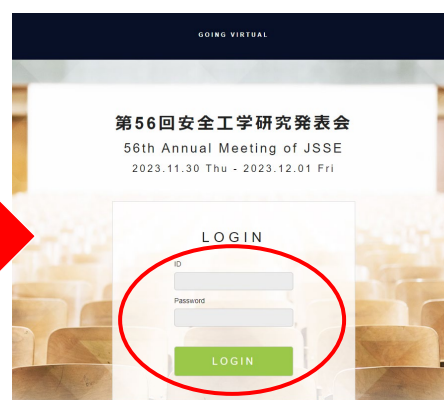 GOING VIRTUAL
第56回安全工学研究発表会
56th Annual Meeting of JSSE
2023.11.30 Thu - 2023.12.01 Fri
LOGIN
ID
Password
LOGIN